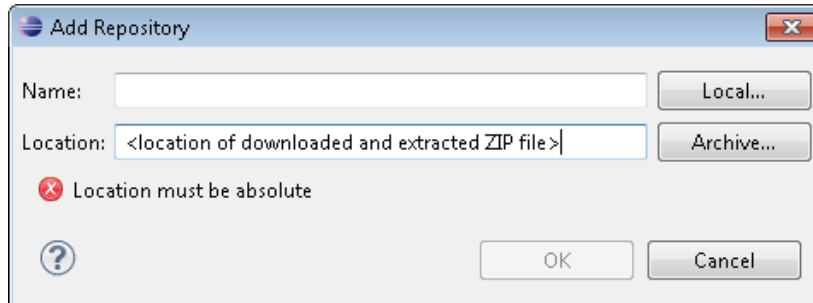 Add Repository
Name:
Local...
Location: <location of downloaded and extracted ZIP file>
Archive...
Location must be absolute
?
OK
Cancel